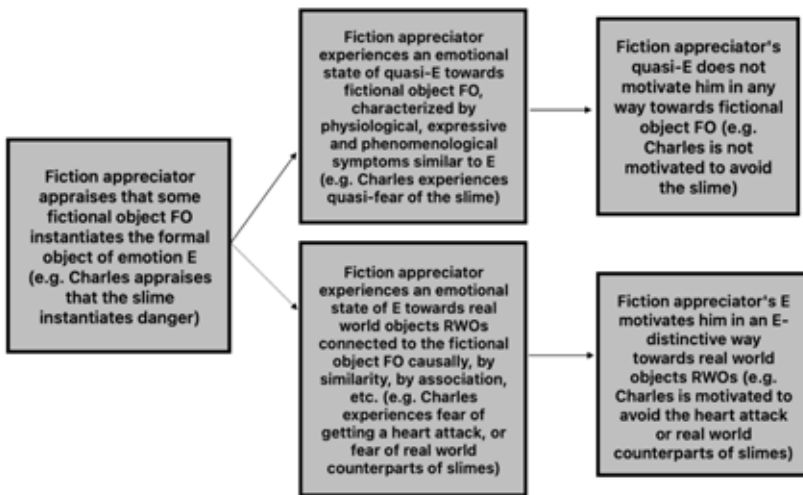 Fiction appreciator
appraises that some
fictional object FO
instantiates the formal
object of emotion E
(e.g. Charles appraises
that the slime
instantiates danger)
Fiction appreciator
experiences an emotional
state of quasi-E towards
fictional object FO,
characterized by
physiological, expressive
and phenomenological
symptoms similar to E
(e.g. Charles experiences
quasi-fear of the slime)
Fiction appreciator's
quasi-E does not
motivate him in any
way towards fictional
object FO (e.g.
Charles is not
motivated to avoid
the slime)
Fiction appreciator
experiences an emotional
state of E towards real
world objects RWOs
connected to the fictional
object FO causally, by
similarity, by association,
etc. (e.g. Charles
experiences fear of
getting a heart attack, or
fear of real world
counterparts of slimes)
Fiction appreciator's E
motivates him in an E-
distinctive way
towards real world
objects RWOs (e.g.
Charles is motivated to
avoid the heart attack
or real world
counterparts of slimes)